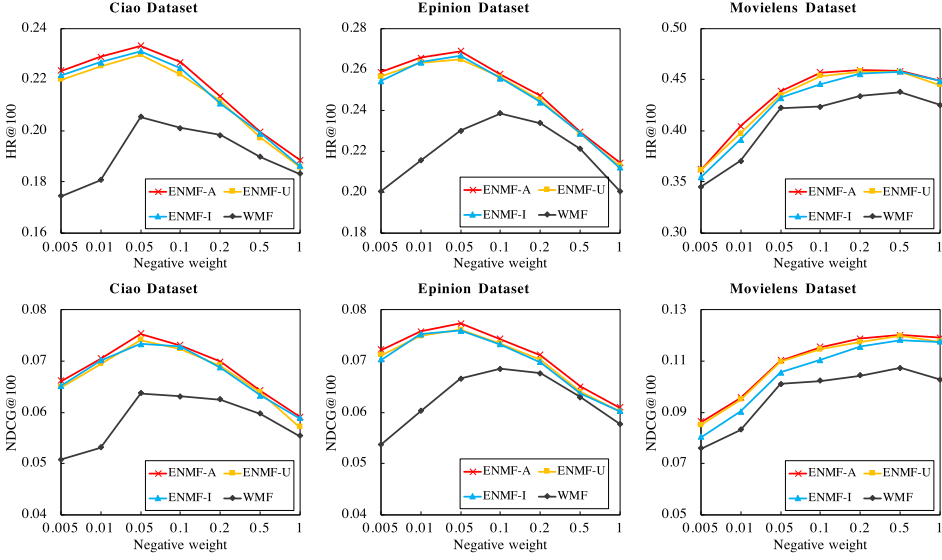 Ciao Dataset
HR@100
0.24
0.22
0.20
0.18
0.16
ENMF-A ENMF-U
ENMF-I WMF
0.005 0.01 0.05 0.1 0.2 0.5 1
Negative weight
Epinion Dataset
HR@100
0.28
0.26
0.24
0.22
0.20
0.18
ENMF-A ENMF-U
ENMF-I WMF
0.005 0.01 0.05 0.1 0.2 0.5 1
Negative weight
Movielens Dataset
HR@100
0.50
0.45
0.40
0.35
0.30
ENMF-A ENMF-U
ENMF-I WMF
0.005 0.01 0.05 0.1 0.2 0.5 1
Negative weight
Ciao Dataset
NDCG@100
0.08
0.07
0.06
0.05
0.04
ENMF-A ENMF-U
ENMF-I WMF
0.005 0.01 0.05 0.1 0.2 0.5 1
Negative weight
Epinion Dataset
NDCG@100
0.08
0.07
0.06
0.05
0.04
ENMF-A ENMF-U
ENMF-I WMF
0.005 0.01 0.05 0.1 0.2 0.5 1
Negative weight
Movielens Dataset
NDCG@100
0.13
0.11
0.09
0.07
0.05
ENMF-A ENMF-U
ENMF-I WMF
0.005 0.01 0.05 0.1 0.2 0.5 1
Negative weight